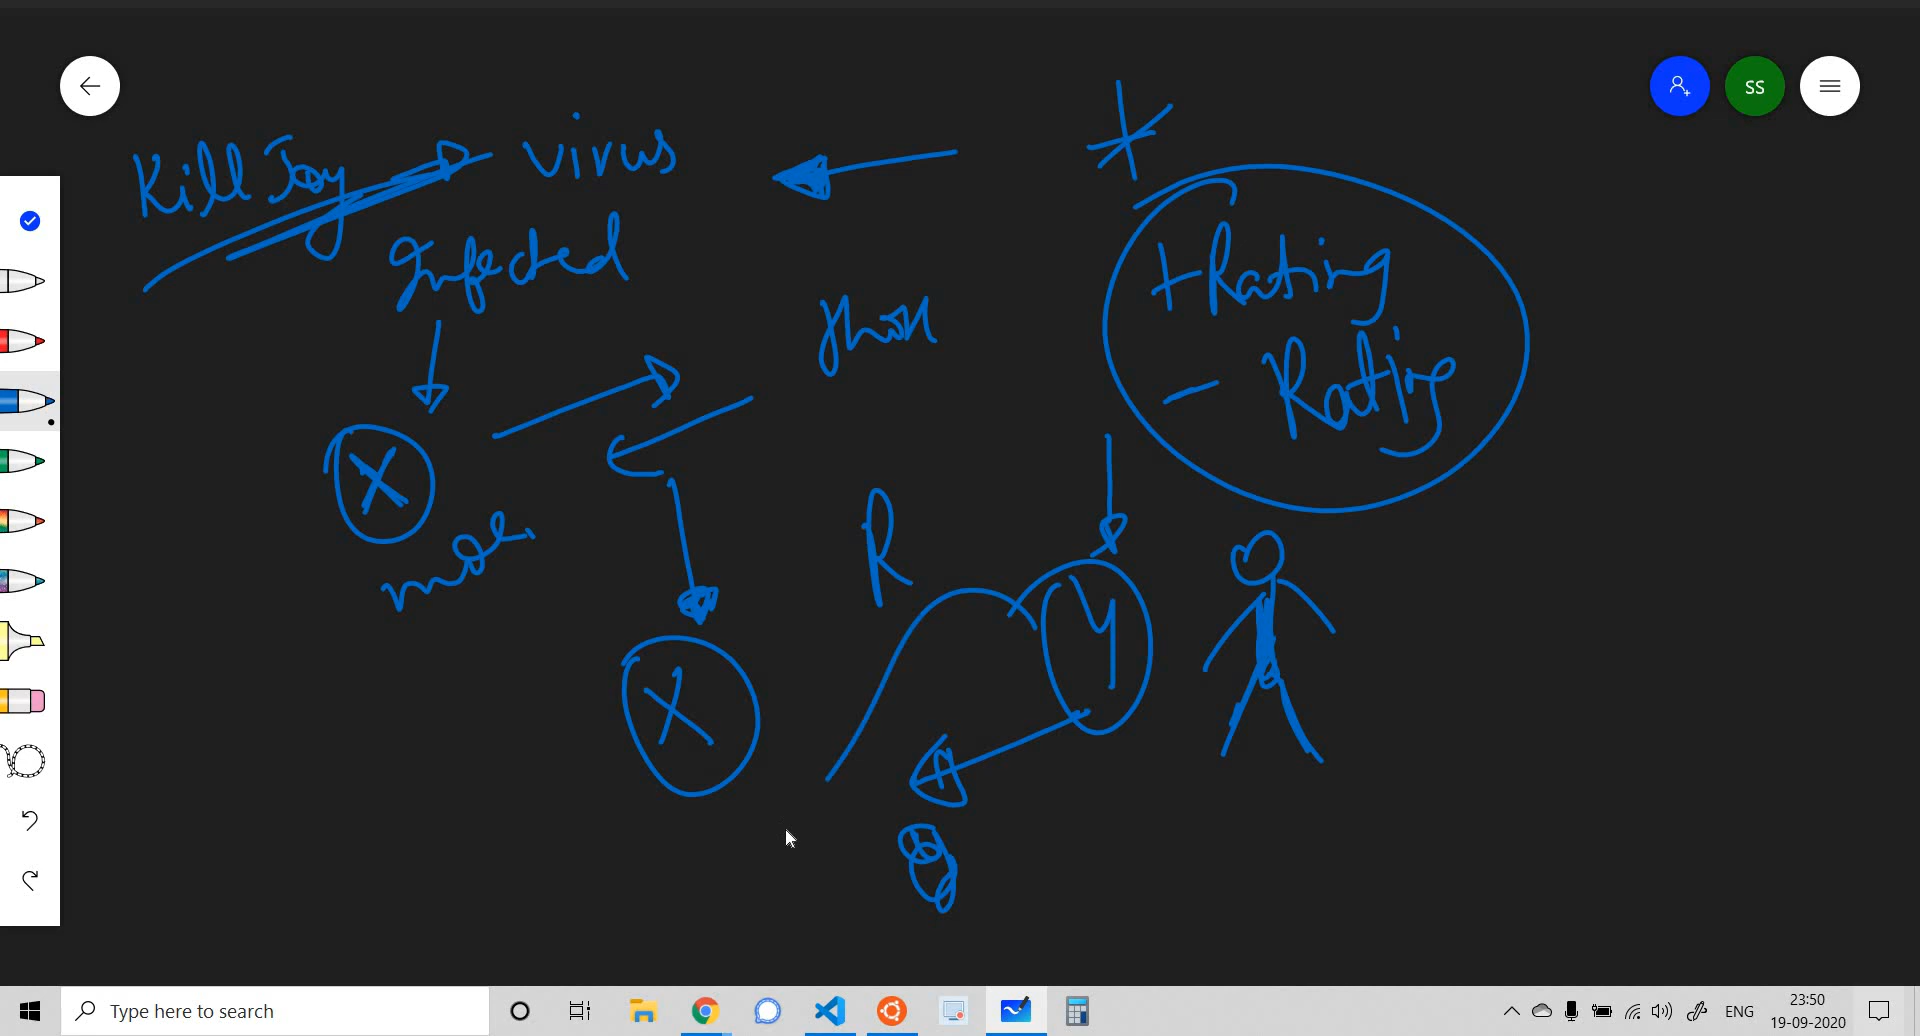 SS
Kill Joy
virus
Infected
+Rating
- Rating
X
R
X
Y
Type here to search
ENG
23:50
19-09-2020